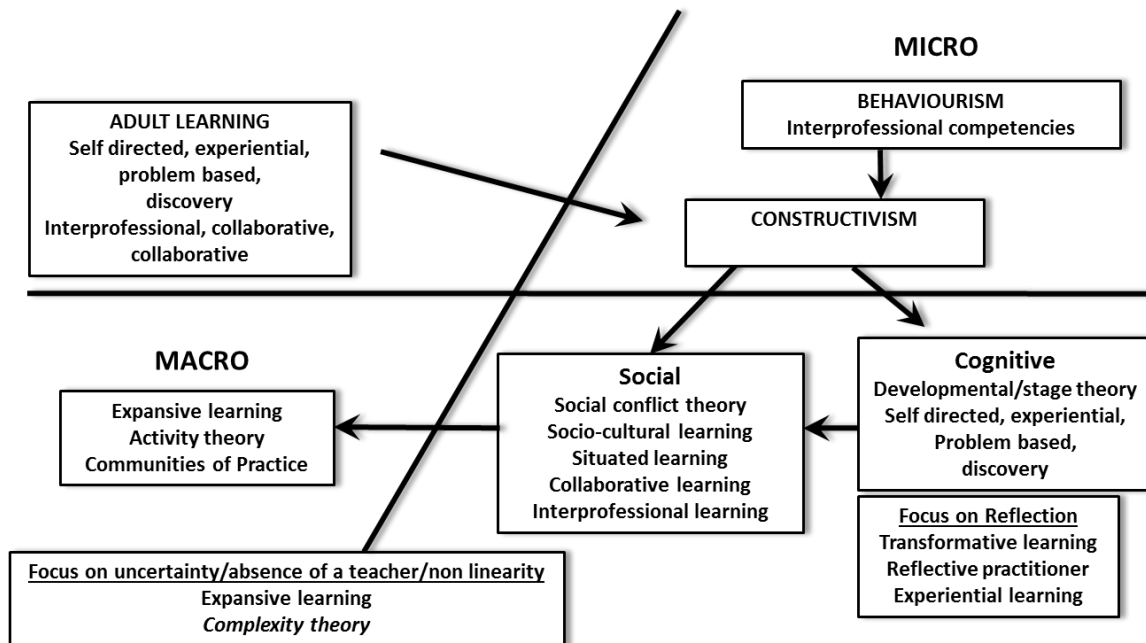 MICRO
BEHAVIOURISM
Interprofessional competencies
ADULT LEARNING
Self directed, experiential,
problem based,
discovery
Interprofessional, collaborative,
collaborative
CONSTRUCTIVISM
MACRO
Expansive learning
Activity theory
Communities of Practice
Social
Social conflict theory
Socio-cultural learning
Situated learning
Collaborative learning
Interprofessional learning
Cognitive
Developmental/stage theory
Self directed, experiential,
Problem based,
discovery
Focus on Reflection
Transformative learning
Reflective practitioner
Experiential learning
Focus on uncertainty/absence of a teacher/non linearity
Expansive learning
Complexity theory